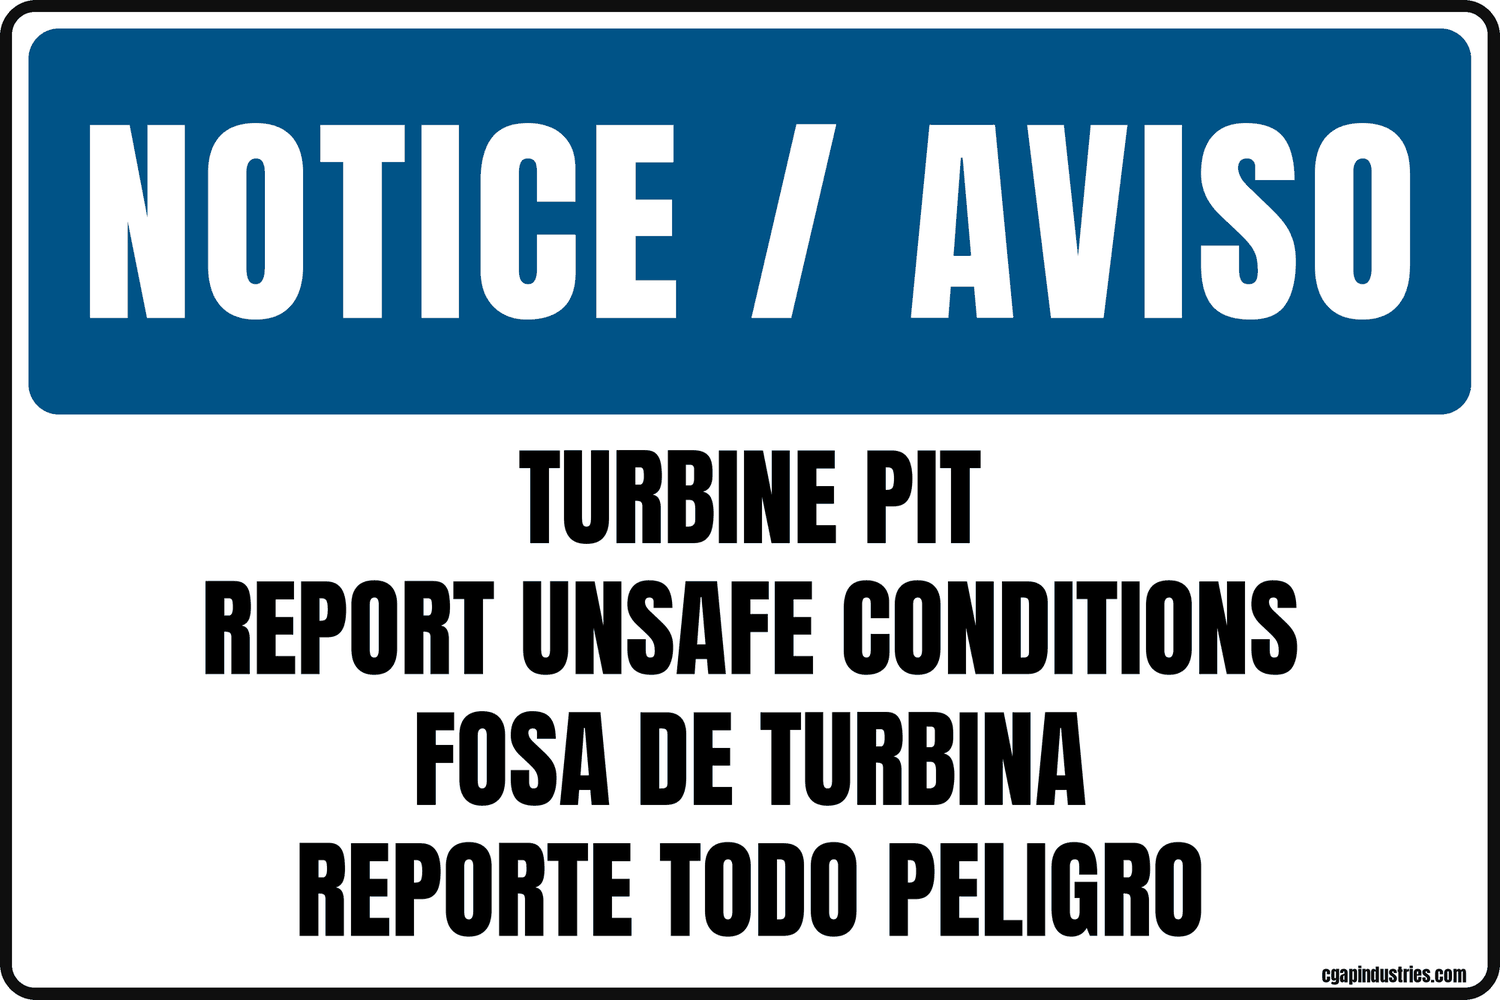 NOTICE / AVISO
TURBINE PIT
REPORT UNSAFE CONDITIONS
FOSA DE TURBINA
REPORTE TODO PELIGRO
cgapindustries.com